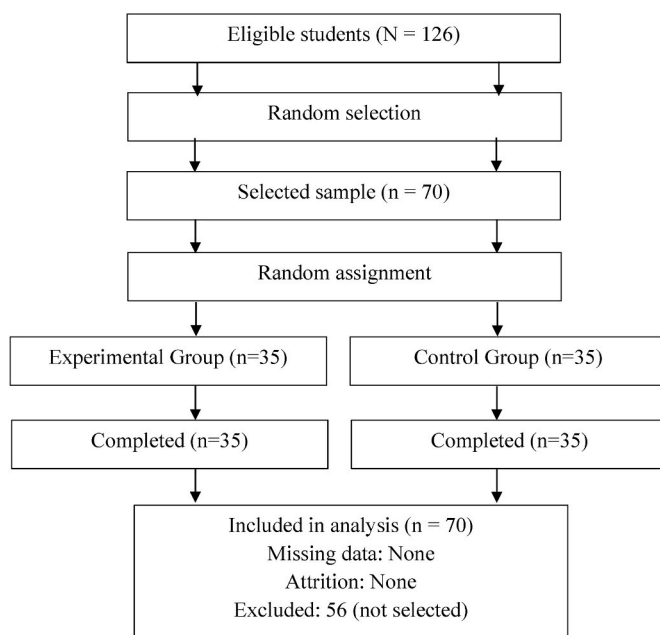 Eligible students (N = 126)
Random selection
Selected sample (n = 70)
Random assignment
Experimental Group (n=35)
Control Group (n=35)
Completed (n=35)
Completed (n=35)
Included in analysis (n = 70)
Missing data: None
Attrition: None
Excluded: 56 (not selected)